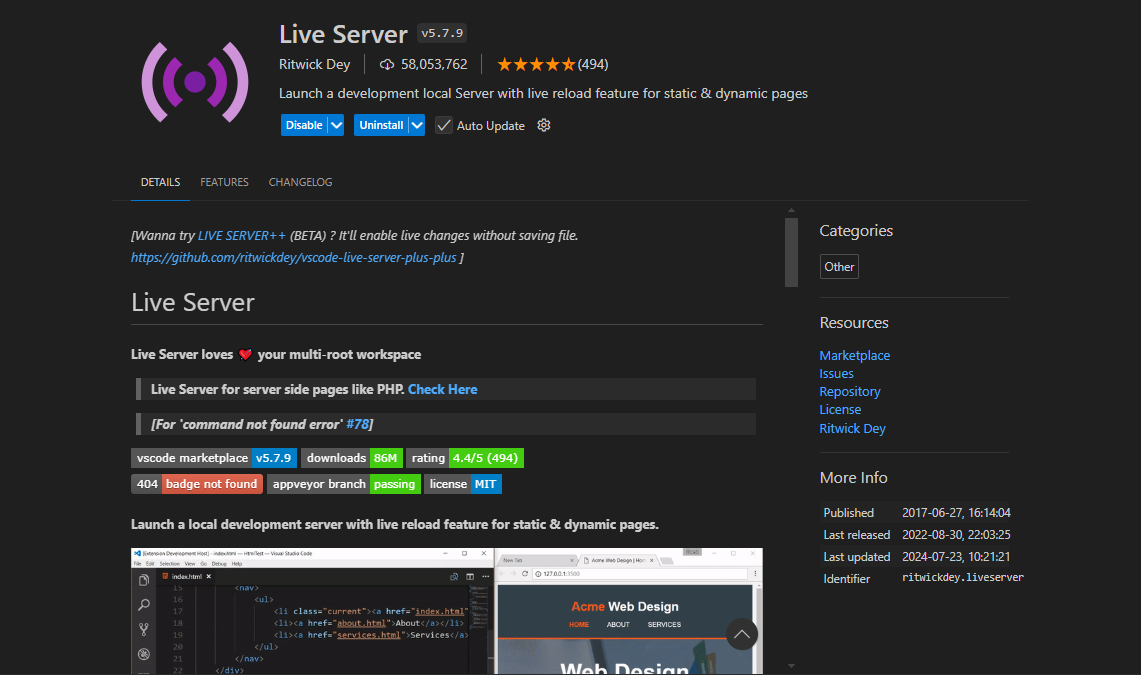 Live Server v5.7.9
Ritwick Dey 58,053,762 (494)
Launch a development local Server with live reload feature for static & dynamic pages
Disable Uninstall Auto Update
DETAILS FEATURES CHANGELOG
[Wanna try LIVE SERVER++ (BETA) ? It'll enable live changes without saving file.
https://github.com/ritwickdey/vscode-live-server-plus-plus ]
Live Server
Live Server loves ❤ your multi-root workspace
Live Server for server side pages like PHP. Check Here
[For 'command not found error' #78]
vscode marketplace v5.7.9 downloads 86M rating 4.4/5 (494)
404 badge not found appveyor branch passing license MIT
Launch a local development server with live reload feature for static & dynamic pages.
[Extension Development Host] - index.html — HtmlTest — Visual Studio Code
File Edit Selection View Go Debug Help
index.html
15 <nav>
16 <ul>
17 <li class="current"><a href="index.html"
18 <li><a href="about.html">About</a></li>
19 <li><a href="services.html">Services</a>
20 </ul>
21 </nav>
22 </div>
New Tab Acme Web Design | Ho
127.0.0.1:3500
Acme Web Design
HOME ABOUT SERVICES
Web Design
Categories
Other
Resources
Marketplace
Issues
Repository
License
Ritwick Dey
More Info
Published 2017-06-27, 16:14:04
Last released 2022-08-30, 22:03:25
Last updated 2024-07-23, 10:21:21
Identifier ritwickdey.liveserver